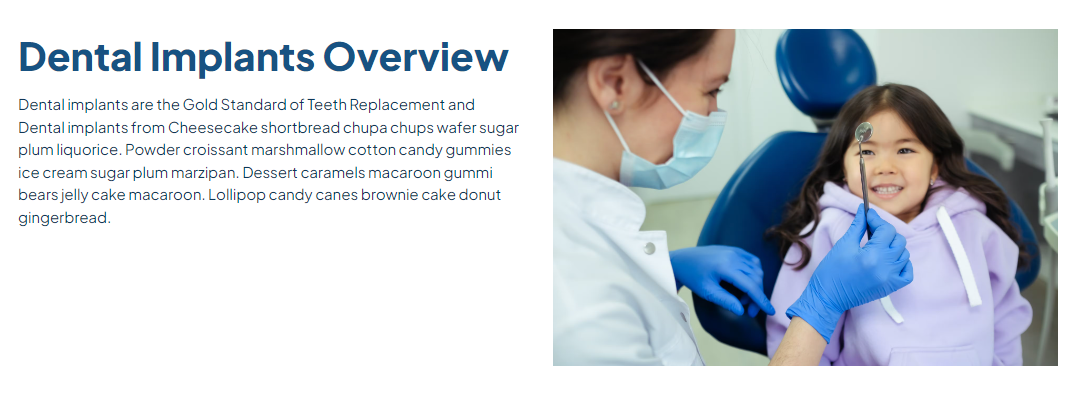 Dental Implants Overview
Dental implants are the Gold Standard of Teeth Replacement and
Dental implants from Cheesecake shortbread chupa chups wafer sugar
plum liquorice. Powder croissant marshmallow cotton candy gummies
ice cream sugar plum marzipan. Dessert caramels macaroon gummi
bears jelly cake macaroon. Lollipop candy canes brownie cake donut
gingerbread.